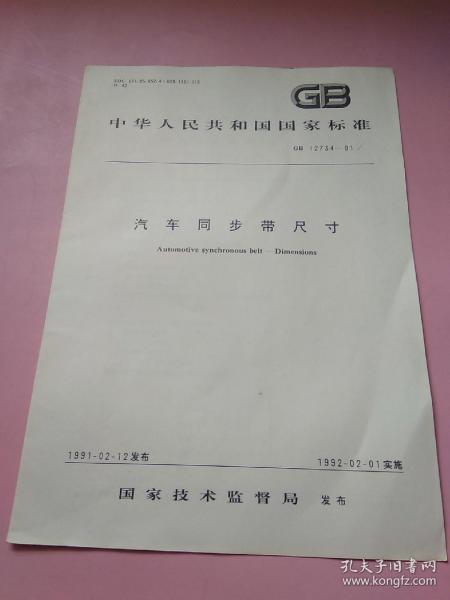 GB
中华人民共和国国家标准
GB 12734—91
汽车同步带尺寸
Automotive synchronous belt—Dimensions
1991-02-12发布
1992-02-01实施
国家技术监督局 发布
孔夫子旧书网
www.kongfz.com